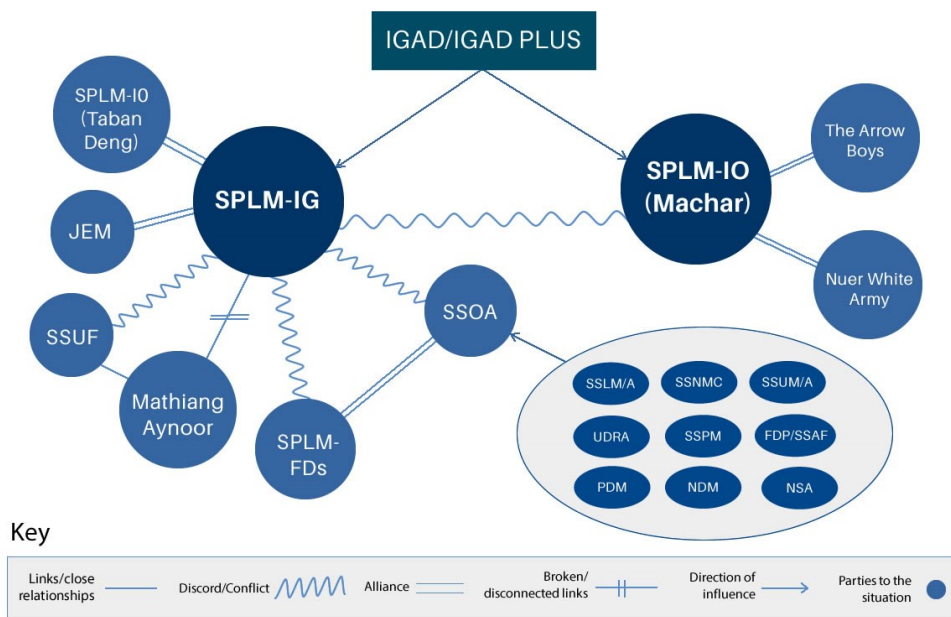 IGAD/IGAD PLUS
SPLM-I0
(Taban
Deng)
SPLM-IG
SPLM-IO
(Machar)
The Arrow
Boys
JEM
Nuer White
Army
SSUF
SSOA
Mathiang
Aynoor
SPLM-
FDs
SSLM/A
SSNMC
SSUM/A
UDRA
SSPM
FDP/SSAF
PDM
NDM
NSA
Key
Links/close
relationships
Discord/Conflict
Alliance
Broken/
disconnected links
Direction of
influence
Parties to the
situation